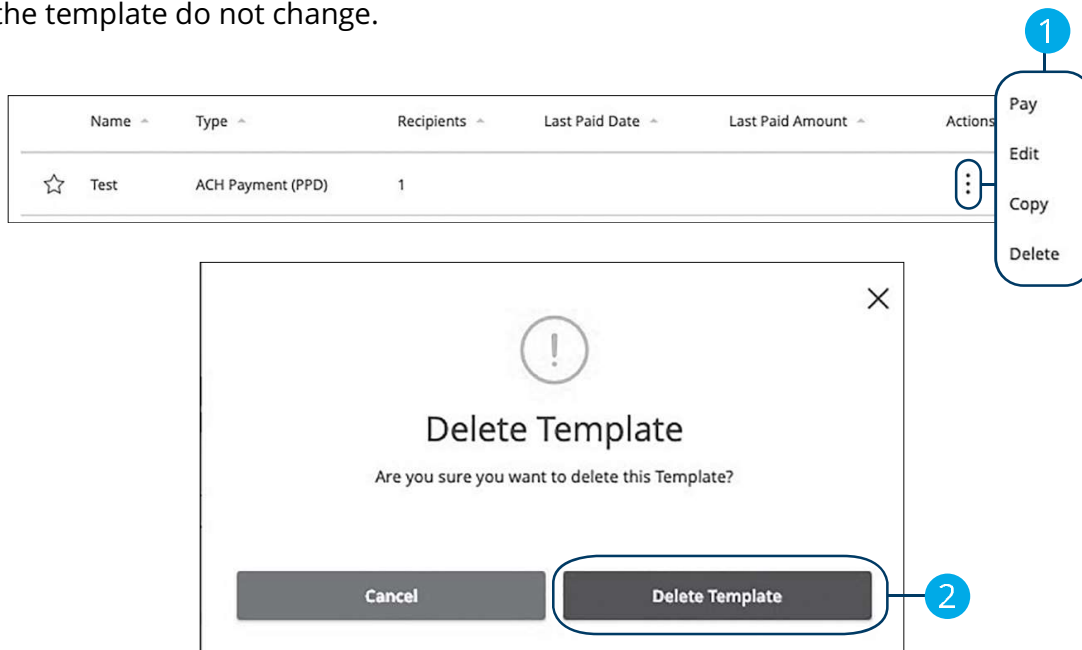 the template do not change.
1
Name Type Recipients Last Paid Date Last Paid Amount Actions
Pay
Edit
Copy
Delete
Test ACH Payment (PPD) 1
Delete Template
Are you sure you want to delete this Template?
Cancel Delete Template
2